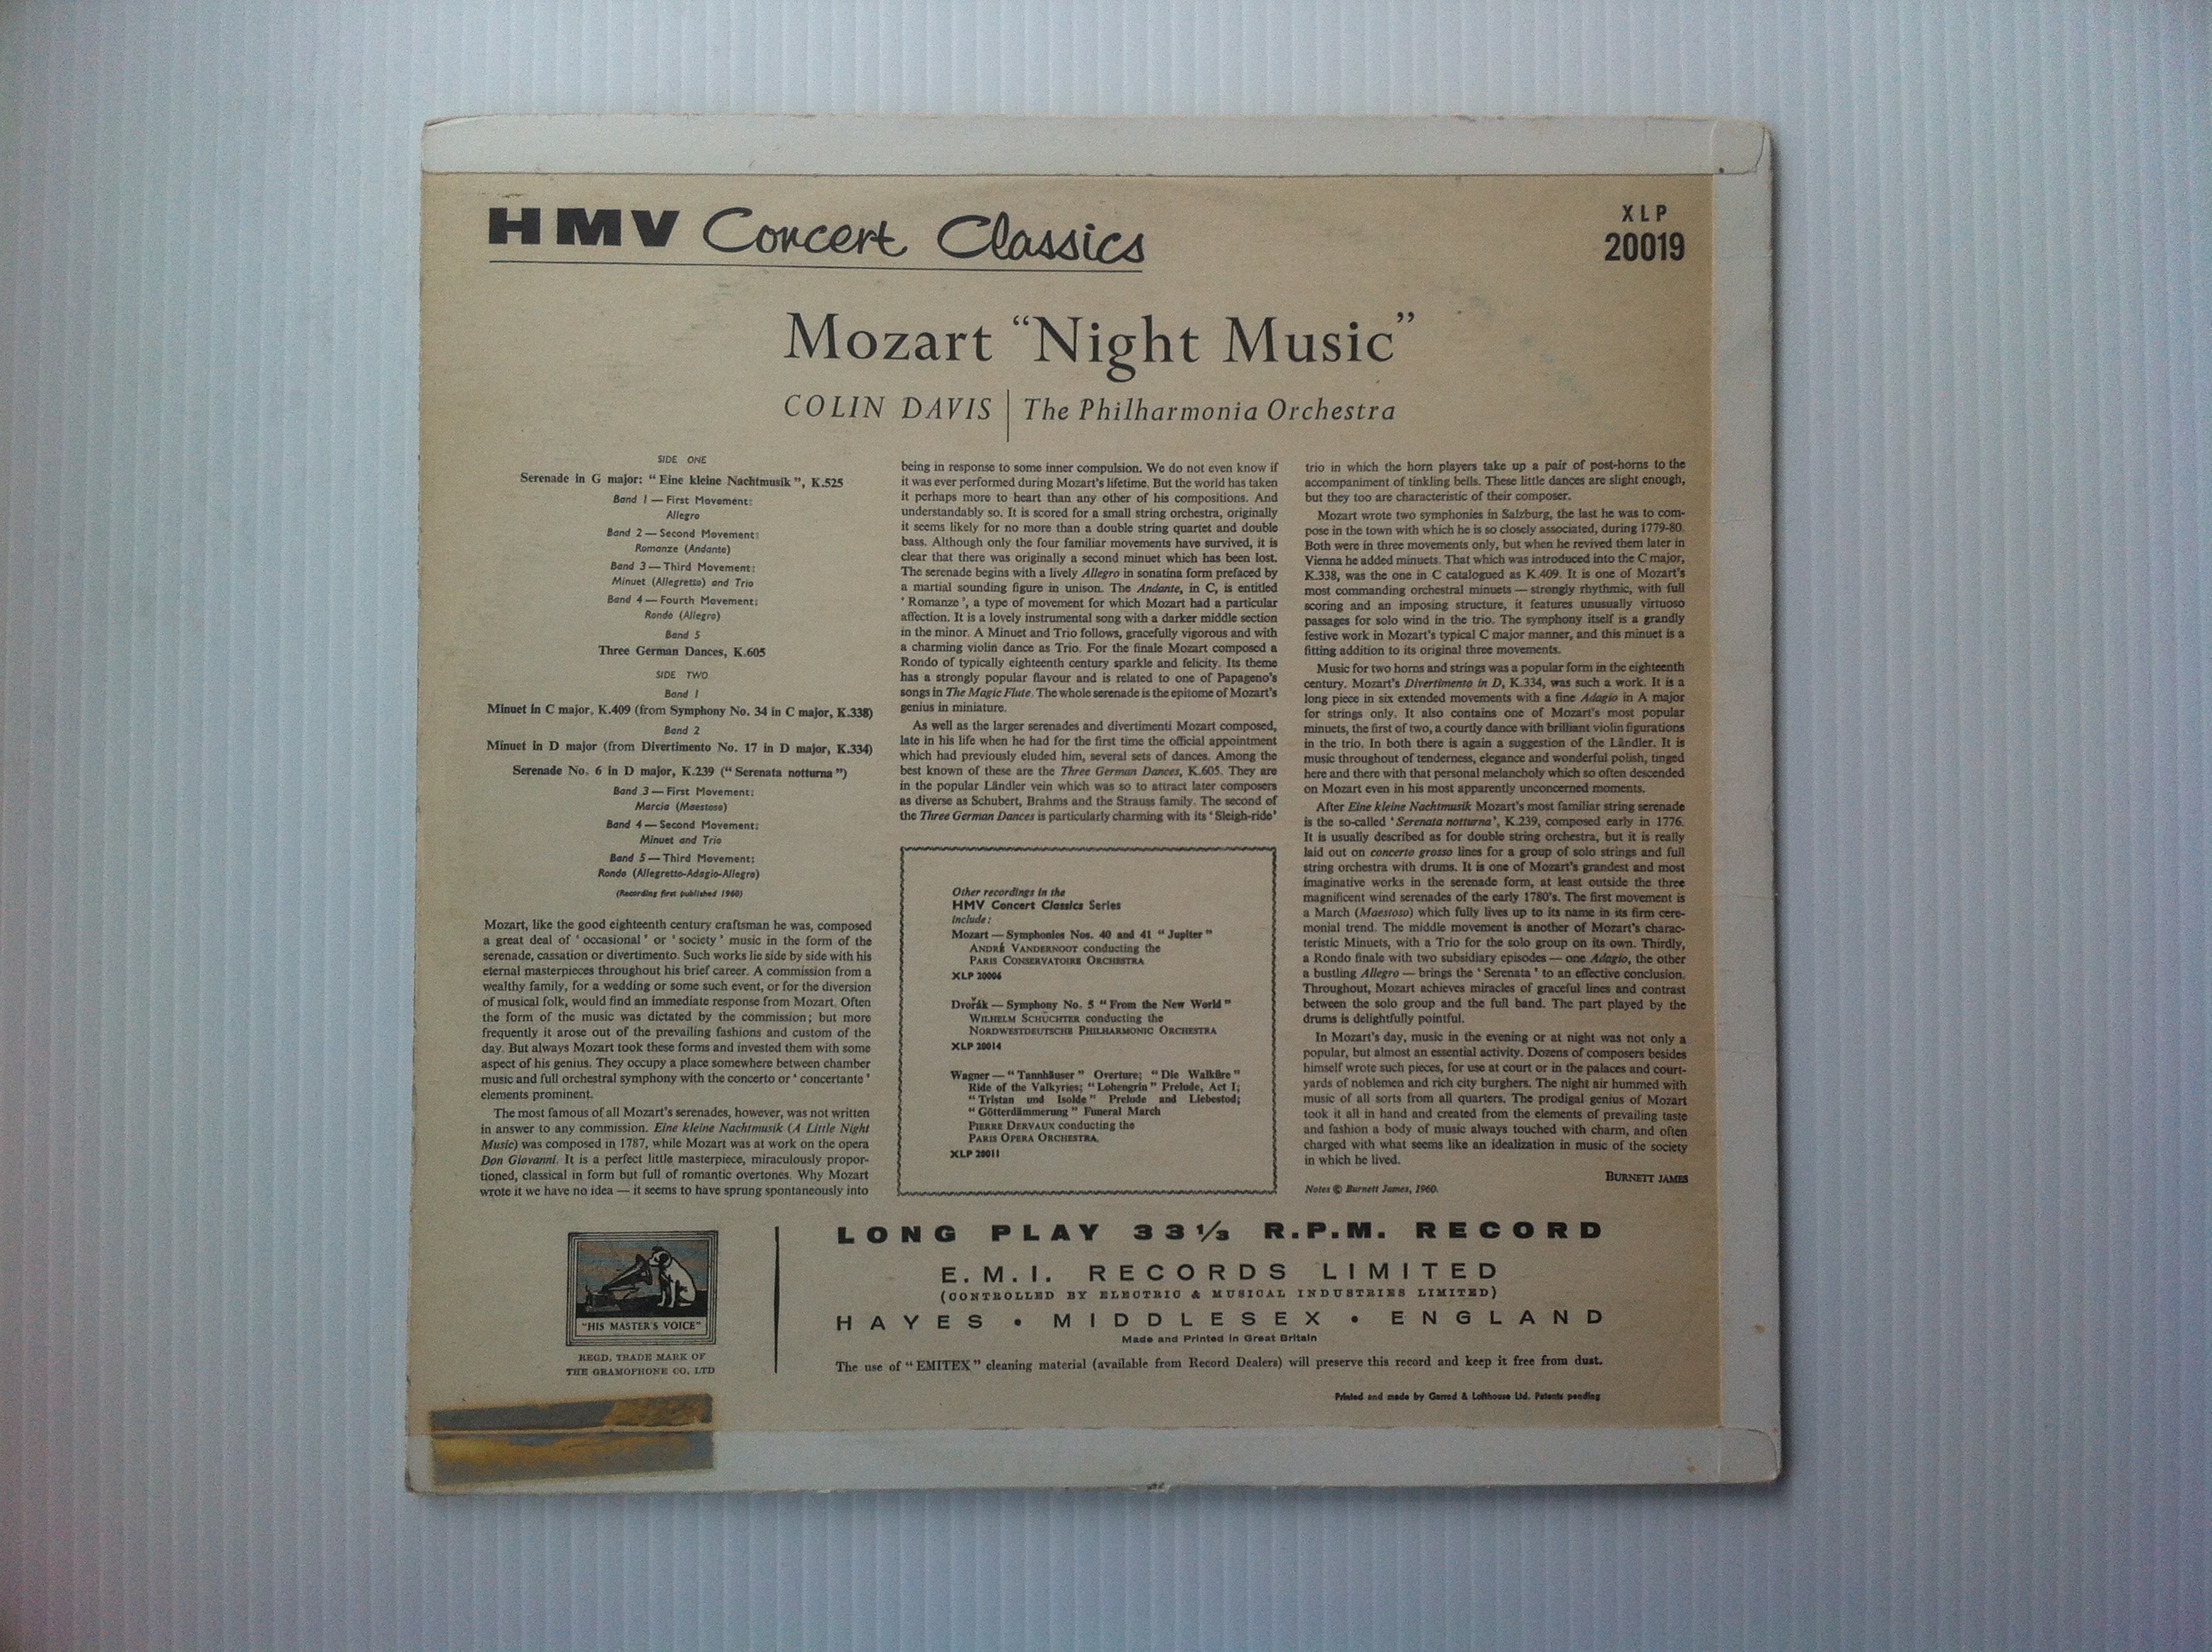 HMV Concert Classics
XLP
20019
Mozart “Night Music”
COLIN DAVIS | The Philharmonia Orchestra
SIDE ONE
Serenade in G major: “ Eine kleine Nachtmusik ”, K.525
Band 1 — First Movement:
Allegro
Band 2 — Second Movement:
Romanze (Andante)
Band 3 — Third Movement:
Minuet (Allegretto) and Trio
Band 4 — Fourth Movement:
Rondo (Allegro)
Band 5
Three German Dances, K.605
SIDE TWO
Band 1
Minuet in C major, K.409 (from Symphony No. 34 in C major, K.338)
Band 2
Minuet in D major (from Divertimento No. 17 in D major, K.334)
Serenade No. 6 in D major, K.239 (“ Serenata notturna ”)
Band 3 — First Movement:
Marcia (Maestoso)
Band 4 — Second Movement:
Minuet and Trio
Band 5 — Third Movement:
Rondo (Allegretto-Adagio-Allegro)
(Recording first published 1960)
Mozart, like the good eighteenth century craftsman he was, composed
a great deal of ‘ occasional ’ or ‘ society ’ music in the form of the
serenade, cassation or divertimento. Such works lie side by side with his
eternal masterpieces throughout his brief career. A commission from a
wealthy family, for a wedding or some such event, or for the diversion
of musical folk, would find an immediate response from Mozart. Often
the form of the music was dictated by the commission; but more
frequently it arose out of the prevailing fashions and custom of the
day. But always Mozart took these forms and invested them with some
aspect of his genius. They occupy a place somewhere between chamber
music and full orchestral symphony with the concerto or ‘ concertante ’
elements prominent.
The most famous of all Mozart's serenades, however, was not written
in answer to any commission. Eine kleine Nachtmusik (A Little Night
Music) was composed in 1787, while Mozart was at work on the opera
Don Giovanni. It is a perfect little masterpiece, miraculously propor-
tioned, classical in form but full of romantic overtones. Why Mozart
wrote it we have no idea — it seems to have sprung spontaneously into
being in response to some inner compulsion. We do not even know if
it was ever performed during Mozart's lifetime. But the world has taken
it perhaps more to heart than any other of his compositions. And
understandably so. It is scored for a small string orchestra, originally
it seems likely for no more than a double string quartet and double
bass. Although only the four familiar movements have survived, it is
clear that there was originally a second minuet which has been lost.
The serenade begins with a lively Allegro in sonatina form prefaced by
a martial sounding figure in unison. The Andante, in C, is entitled
‘ Romanze ’, a type of movement for which Mozart had a particular
affection. It is a lovely instrumental song with a darker middle section
in the minor. A Minuet and Trio follows, gracefully vigorous and with
a charming violin dance as Trio. For the finale Mozart composed a
Rondo of typically eighteenth century sparkle and felicity. Its theme
has a strongly popular flavour and is related to one of Papageno's
songs in The Magic Flute. The whole serenade is the epitome of Mozart's
genius in miniature.
As well as the larger serenades and divertimenti Mozart composed,
late in his life when he had for the first time the official appointment
which had previously eluded him, several sets of dances. Among the
best known of these are the Three German Dances, K.605. They are
in the popular Ländler vein which was so to attract later composers
as diverse as Schubert, Brahms and the Strauss family. The second of
the Three German Dances is particularly charming with its ‘ Sleigh-ride’
Other recordings in the
HMV Concert Classics Series
include:
Mozart — Symphonies Nos. 40 and 41 “ Jupiter ”
ANDRÉ VANDERNOOT conducting the
PARIS CONSERVATOIRE ORCHESTRA
XLP 20006
Dvořák — Symphony No. 5 “ From the New World ”
WILHELM SCHÜCHTER conducting the
NORDWESTDEUTSCHE PHILHARMONIC ORCHESTRA
XLP 20014
Wagner — “ Tannhäuser ” Overture; “ Die Walküre ”
Ride of the Valkyries; “ Lohengrin ” Prelude, Act I;
“ Tristan und Isolde ” Prelude and Liebestod;
“ Götterdämmerung ” Funeral March
PIERRE DERVAUX conducting the
PARIS OPERA ORCHESTRA.
XLP 20011
trio in which the horn players take up a pair of post-horns to the
accompaniment of tinkling bells. These little dances are slight enough,
but they too are characteristic of their composer.
Mozart wrote two symphonies in Salzburg, the last he was to com-
pose in the town with which he is so closely associated, during 1779-80.
Both were in three movements only, but when he revived them later in
Vienna he added minuets. That which was introduced into the C major,
K.338, was the one in C catalogued as K.409. It is one of Mozart's
most commanding orchestral minuets — strongly rhythmic, with full
scoring and an imposing structure, it features unusually virtuoso
passages for solo wind in the trio. The symphony itself is a grandly
festive work in Mozart's typical C major manner, and this minuet is a
fitting addition to its original three movements.
Music for two horns and strings was a popular form in the eighteenth
century. Mozart's Divertimento in D, K.334, was such a work. It is a
long piece in six extended movements with a fine Adagio in A major
for strings only. It also contains one of Mozart's most popular
minuets, the first of two, a courtly dance with brilliant violin figurations
in the trio. In both there is again a suggestion of the Ländler. It is
music throughout of tenderness, elegance and wonderful polish, tinged
here and there with that personal melancholy which so often descended
on Mozart even in his most apparently unconcerned moments.
After Eine kleine Nachtmusik Mozart's most familiar string serenade
is the so-called ‘ Serenata notturna’, K.239, composed early in 1776.
It is usually described as for double string orchestra, but it is really
laid out on concerto grosso lines for a group of solo strings and full
string orchestra with drums. It is one of Mozart's grandest and most
imaginative works in the serenade form, at least outside the three
magnificent wind serenades of the early 1780's. The first movement is
a March (Maestoso) which fully lives up to its name in its firm cere-
monial trend. The middle movement is another of Mozart's charac-
teristic Minuets, with a Trio for the solo group on its own. Thirdly,
a Rondo finale with two subsidiary episodes — one Adagio, the other
a bustling Allegro — brings the ‘ Serenata ’ to an effective conclusion.
Throughout, Mozart achieves miracles of graceful lines and contrast
between the solo group and the full band. The part played by the
drums is delightfully pointful.
In Mozart's day, music in the evening or at night was not only a
popular, but almost an essential activity. Dozens of composers besides
himself wrote such pieces, for use at court or in the palaces and court-
yards of noblemen and rich city burghers. The night air hummed with
music of all sorts from all quarters. The prodigal genius of Mozart
took it all in hand and created from the elements of prevailing taste
and fashion a body of music always touched with charm, and often
charged with what seems like an idealization in music of the society
in which he lived.
BURNETT JAMES
Notes © Burnett James, 1960.
"HIS MASTER'S VOICE"
REGD. TRADE MARK OF
THE GRAMOPHONE CO. LTD
LONG PLAY 33⅓ R.P.M. RECORD
E.M.I. RECORDS LIMITED
(CONTROLLED BY ELECTRIC & MUSICAL INDUSTRIES LIMITED)
HAYES • MIDDLESEX • ENGLAND
Made and Printed in Great Britain
The use of “ EMITEX ” cleaning material (available from Record Dealers) will preserve this record and keep it free from dust.
Printed and made by Garrod & Lofthouse Ltd. Patents pending